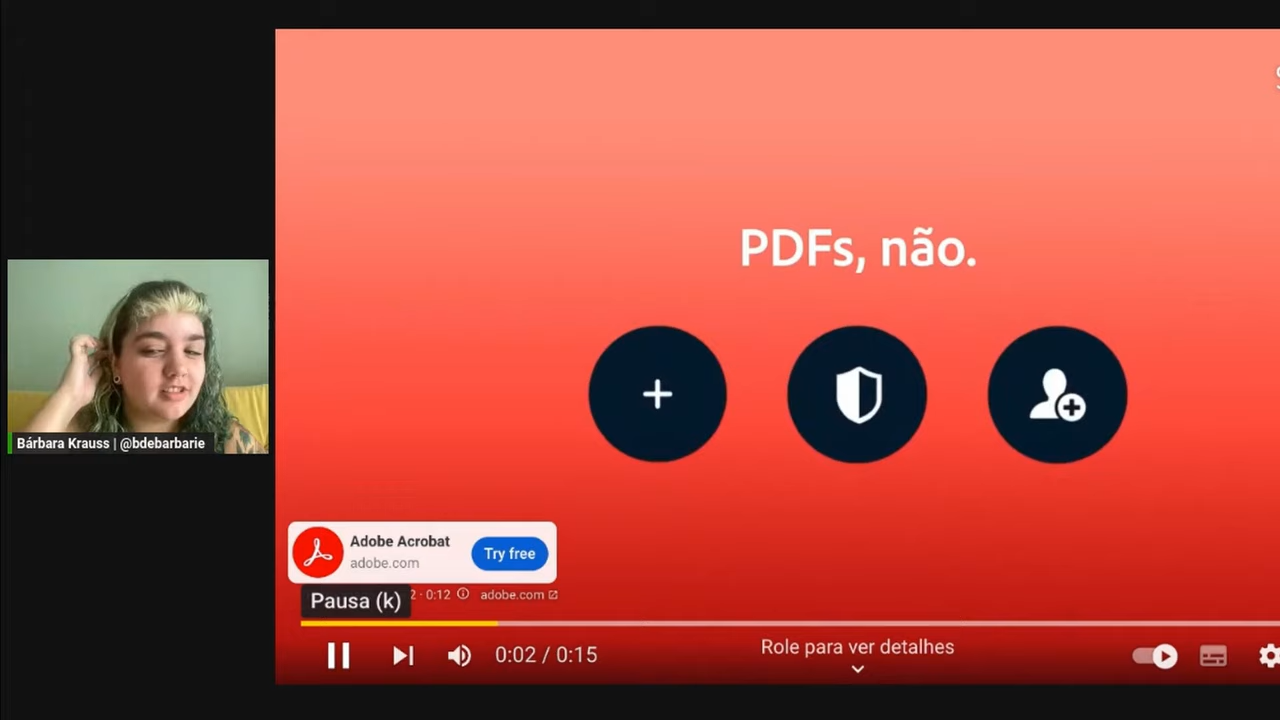 PDFs, não.
Bárbara Krauss | @bdebarbarie
Adobe Acrobat
adobe.com
Try free
Pausa (k)
· 0:12
adobe.com
0:02 / 0:15
Role para ver detalhes